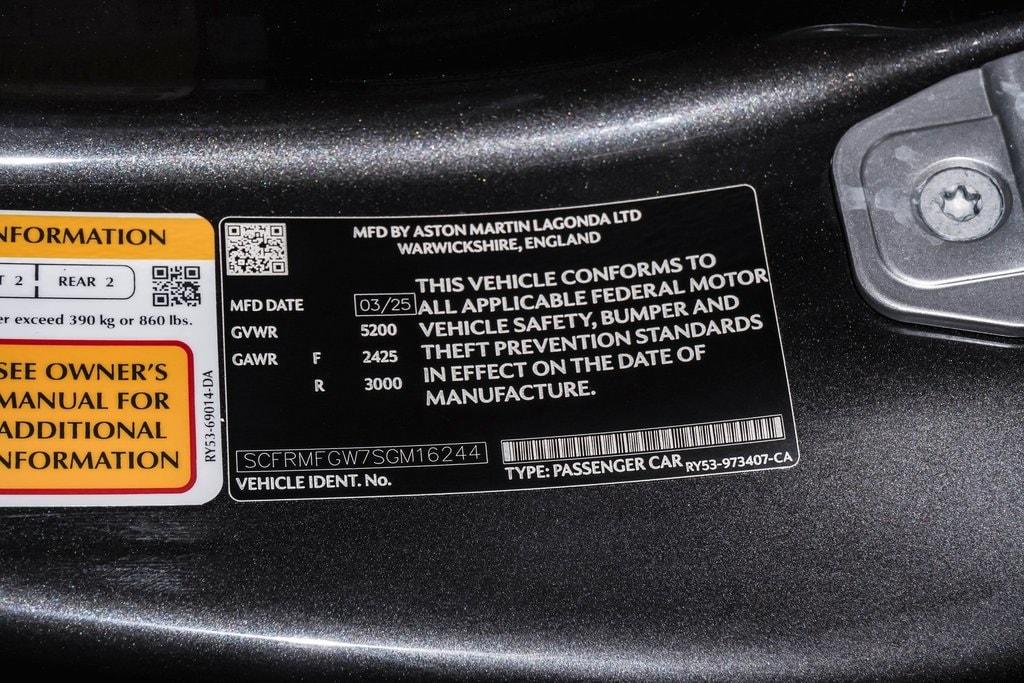 NFORMATION
T 2 REAR 2
er exceed 390 kg or 860 lbs.
SEE OWNER'S
MANUAL FOR
ADDITIONAL
NFORMATION
RY53-69014-DA
MFD BY ASTON MARTIN LAGONDA LTD
WARWICKSHIRE, ENGLAND
MFD DATE 03/25
GVWR 5200
GAWR F 2425
R 3000
THIS VEHICLE CONFORMS TO
ALL APPLICABLE FEDERAL MOTOR
VEHICLE SAFETY, BUMPER AND
THEFT PREVENTION STANDARDS
IN EFFECT ON THE DATE OF
MANUFACTURE.
SCFRMFGW7SGM16244
VEHICLE IDENT. No.
TYPE: PASSENGER CAR RY53-973407-CA